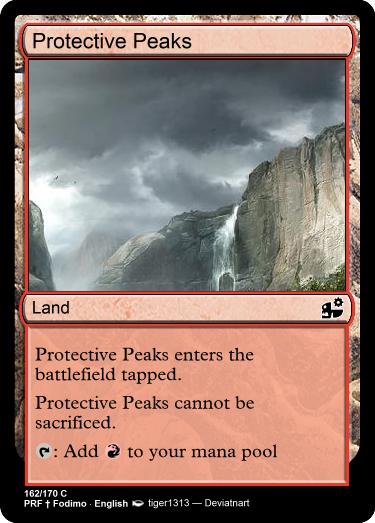 Protective Peaks
Land
Protective Peaks enters the
battlefield tapped.
Protective Peaks cannot be
sacrificed.
: Add to your mana pool
162/170 C
PRF † Fodimo · English tiger1313 — Deviatnart